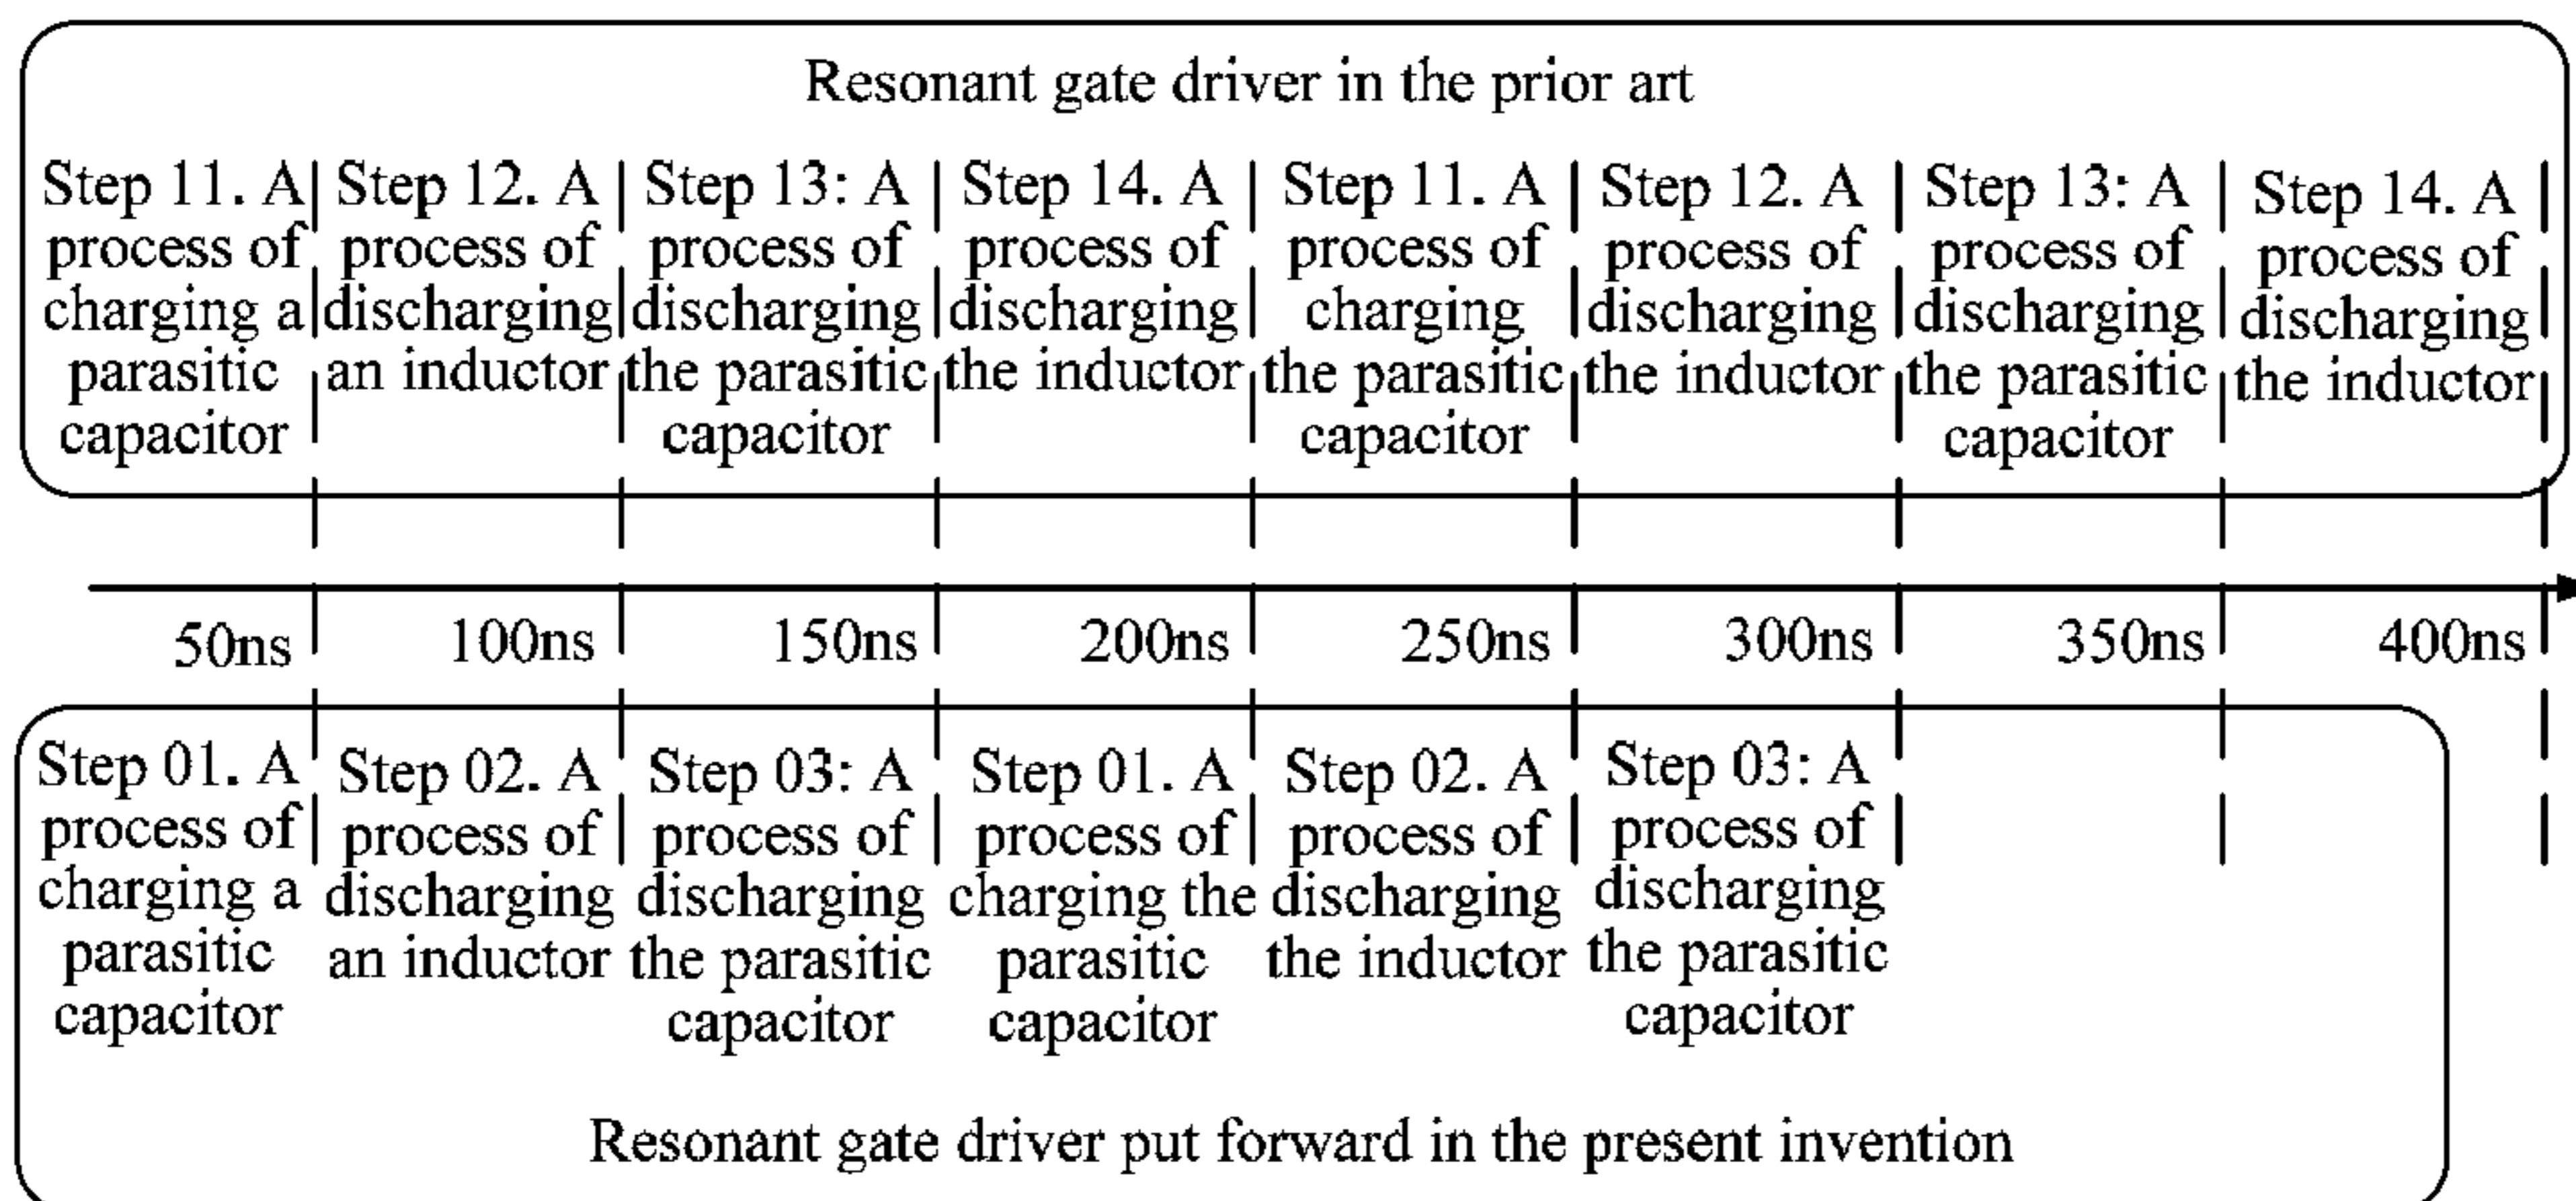 Resonant gate driver in the prior art
Step 11. A
process of
charging a
parasitic
capacitor
Step 12. A
process of
discharging
an inductor
Step 13: A
process of
discharging
the parasitic
capacitor
Step 14. A
process of
discharging
the inductor
Step 11. A
process of
charging
the parasitic
capacitor
Step 12. A
process of
discharging
the inductor
Step 13: A
process of
discharging
the parasitic
capacitor
Step 14. A
process of
discharging
the inductor
50ns
100ns
150ns
200ns
250ns
300ns
350ns
400ns
Step 01. A
process of
charging a
parasitic
capacitor
Step 02. A
process of
discharging
an inductor
Step 03: A
process of
discharging
the parasitic
capacitor
Step 01. A
process of
charging the
parasitic
capacitor
Step 02. A
process of
discharging
the inductor
Step 03: A
process of
discharging
the parasitic
capacitor
Resonant gate driver put forward in the present invention